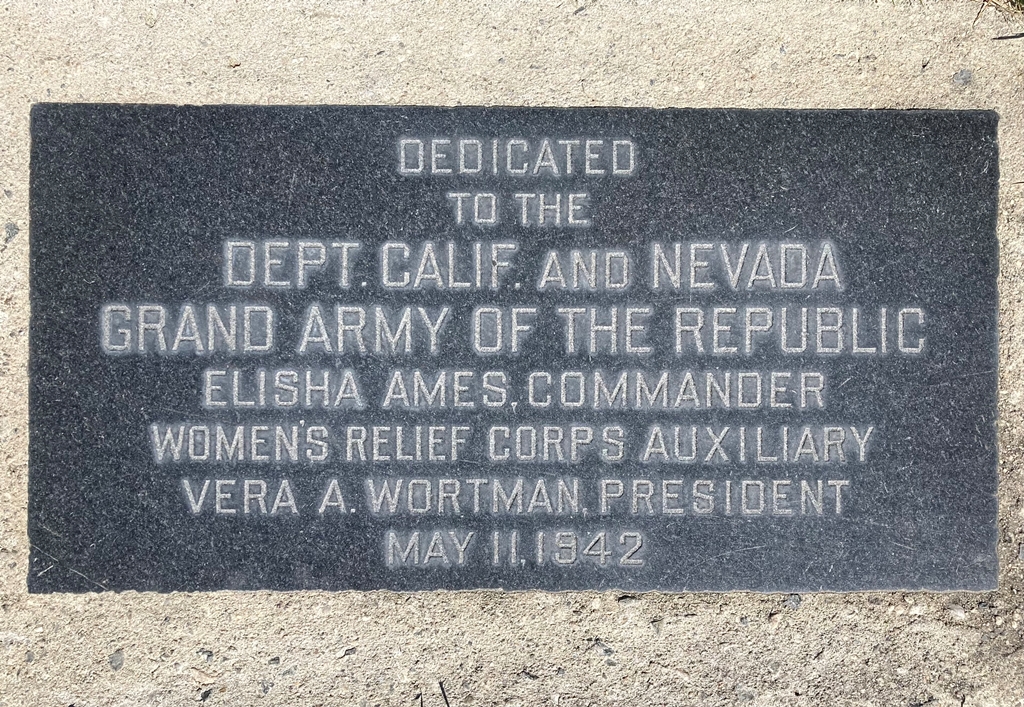 DEDICATED
TO THE
DEPT. CALIF. AND NEVADA
GRAND ARMY OF THE REPUBLIC
ELISHA AMES, COMMANDER
WOMEN'S RELIEF CORPS AUXILIARY
VERA A. WORTMAN, PRESIDENT
MAY 11, 1942